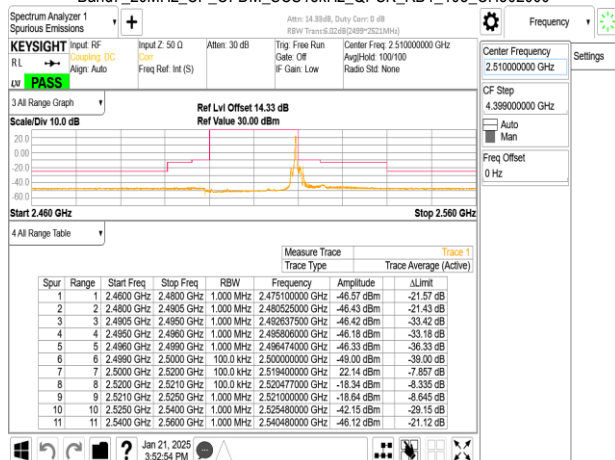 Spectrum Analyzer 1
Spurious Emissions
Attn: 14.33dB, Duty Corr: 0 dB
RBW Trans:6.02dB(2499~2521MHz)
Frequency
KEYSIGHT
RL
PASS
Input: RF
Coupling: DC
Align: Auto
Input Z: 50 Ω
Corr
Freq Ref: Int (S)
Atten: 30 dB
Trig: Free Run
Gate: Off
IF Gain: Low
Center Freq: 2.510000000 GHz
Avg|Hold: 100/100
Radio Std: None
Center Frequency
2.510000000 GHz
Settings
CF Step
4.399000000 GHz
Auto
Man
Freq Offset
0 Hz
3 All Range Graph
Scale/Div 10.0 dB
Ref Lvl Offset 14.33 dB
Ref Value 30.00 dBm
20.0
0.00
-20.0
-40.0
-60.0
Start 2.460 GHz
Stop 2.560 GHz
4 All Range Table
Measure Trace Trace 1
Trace Type Trace Average (Active)
Spur Range Start Freq Stop Freq RBW Frequency Amplitude ΔLimit
1 1 2.4600 GHz 2.4800 GHz 1.000 MHz 2.475100000 GHz -46.57 dBm -21.57 dB
2 2 2.4800 GHz 2.4905 GHz 1.000 MHz 2.480525000 GHz -46.43 dBm -21.43 dB
3 3 2.4905 GHz 2.4950 GHz 1.000 MHz 2.492637500 GHz -46.42 dBm -33.42 dB
4 4 2.4950 GHz 2.4960 GHz 1.000 MHz 2.495806000 GHz -46.18 dBm -33.18 dB
5 5 2.4960 GHz 2.4990 GHz 1.000 MHz 2.496474000 GHz -46.33 dBm -36.33 dB
6 6 2.4990 GHz 2.5000 GHz 100.0 kHz 2.500000000 GHz -49.00 dBm -39.00 dB
7 7 2.5000 GHz 2.5200 GHz 100.0 kHz 2.519400000 GHz 22.14 dBm -7.857 dB
8 8 2.5200 GHz 2.5210 GHz 100.0 kHz 2.520477000 GHz -18.34 dBm -8.335 dB
9 9 2.5210 GHz 2.5250 GHz 1.000 MHz 2.521000000 GHz -18.64 dBm -8.645 dB
10 10 2.5250 GHz 2.5400 GHz 1.000 MHz 2.525480000 GHz -42.15 dBm -29.15 dB
11 11 2.5400 GHz 2.5600 GHz 1.000 MHz 2.540480000 GHz -46.12 dBm -21.12 dB
Jan 21, 2025
3:52:54 PM